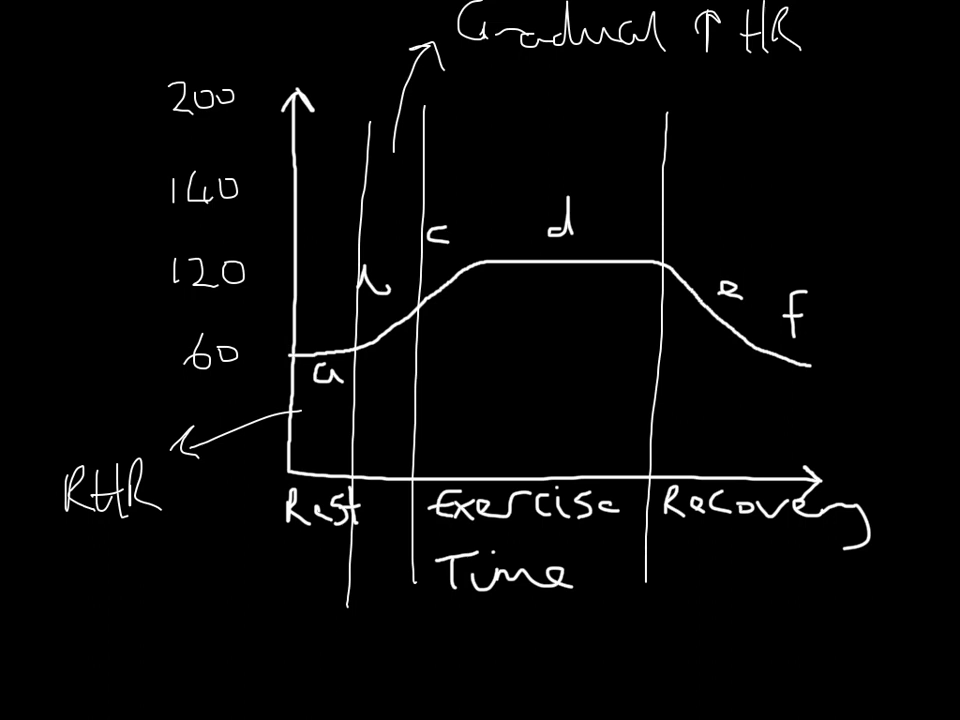 Gradual ↑ HR
200
140
120
60
a
b
c
d
e
f
RHR
Rest
Exercise
Recovery
Time